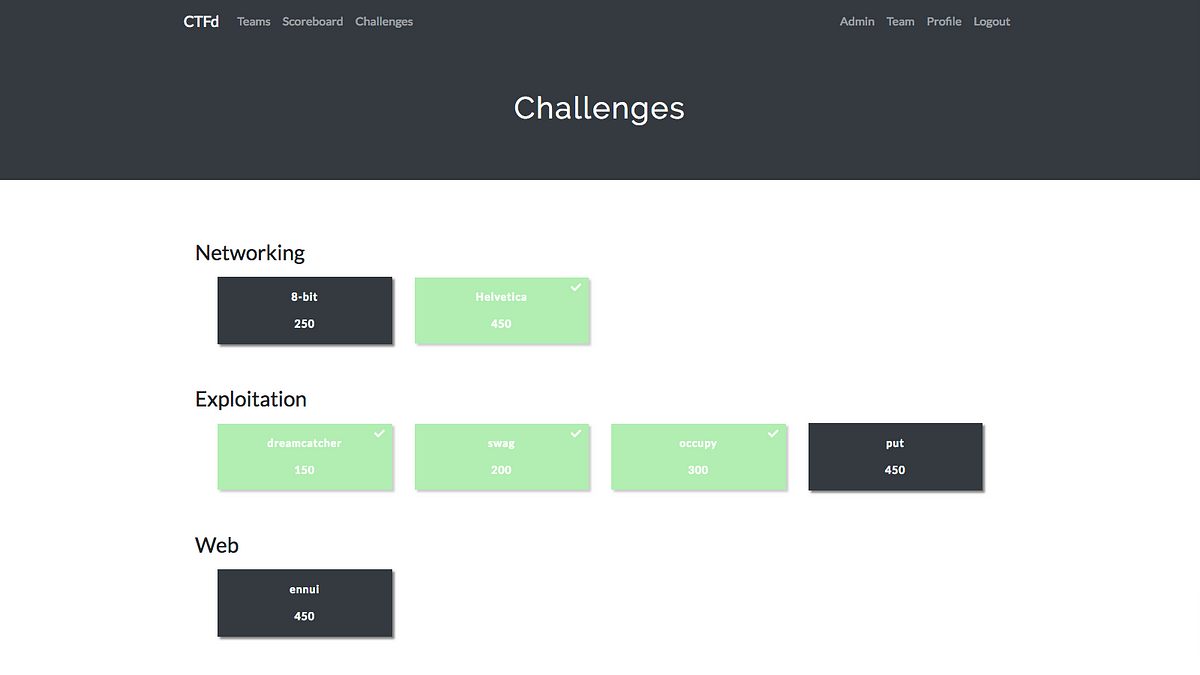 CTFd Teams Scoreboard Challenges Admin Team Profile Logout
Challenges
Networking
8-bit
250
Helvetica
450
Exploitation
dreamcatcher
150
swag
200
occupy
300
put
450
Web
ennui
450